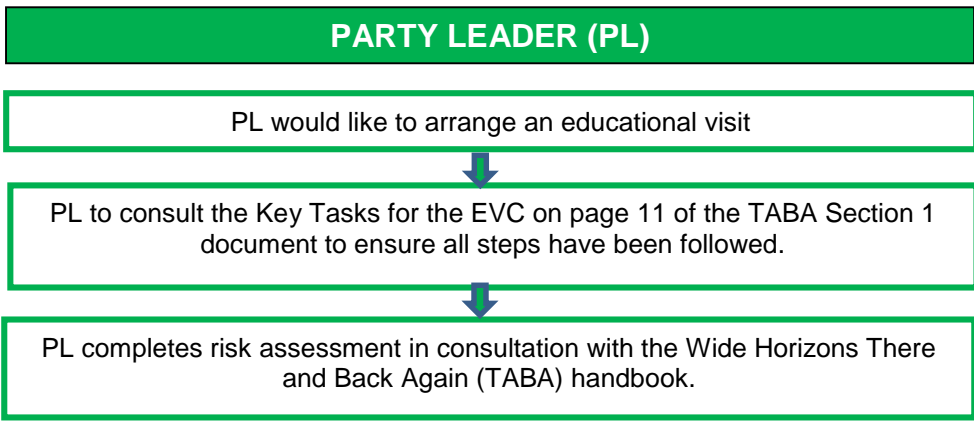 PARTY LEADER (PL)
PL would like to arrange an educational visit
PL to consult the Key Tasks for the EVC on page 11 of the TABA Section 1
document to ensure all steps have been followed.
PL completes risk assessment in consultation with the Wide Horizons There
and Back Again (TABA) handbook.